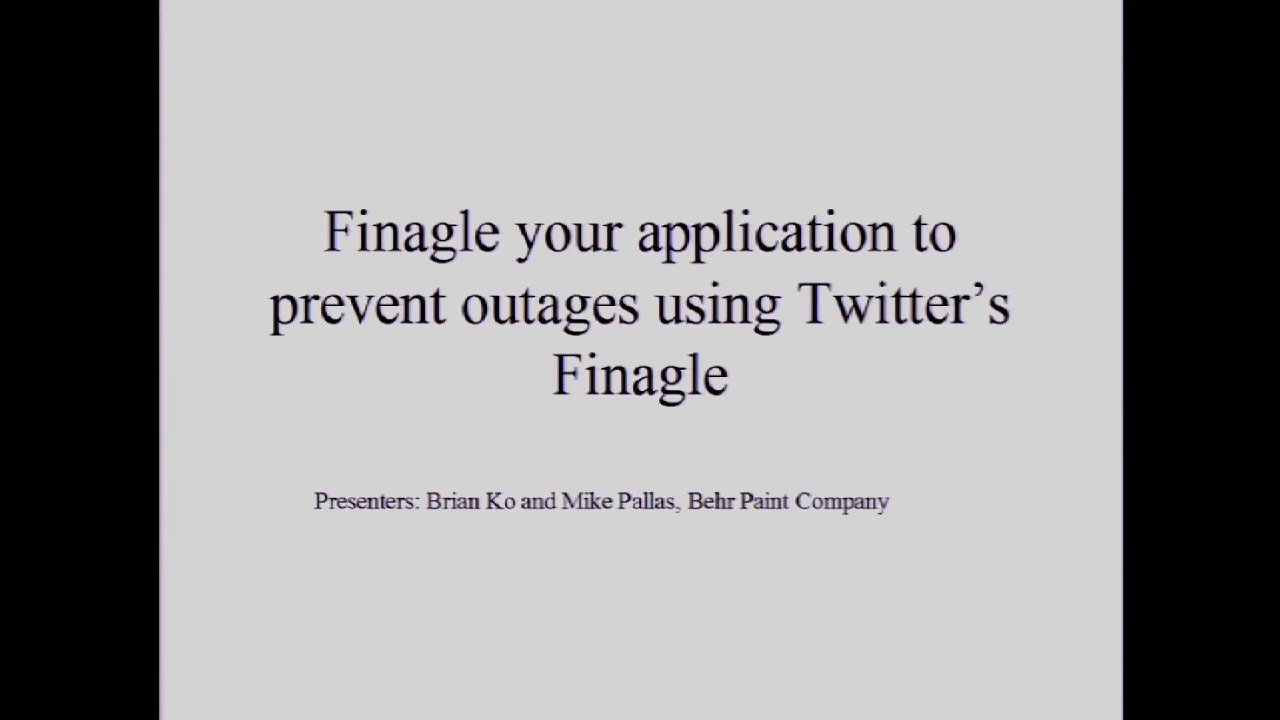 Finagle your application to
prevent outages using Twitter’s
Finagle
Presenters: Brian Ko and Mike Pallas, Behr Paint Company